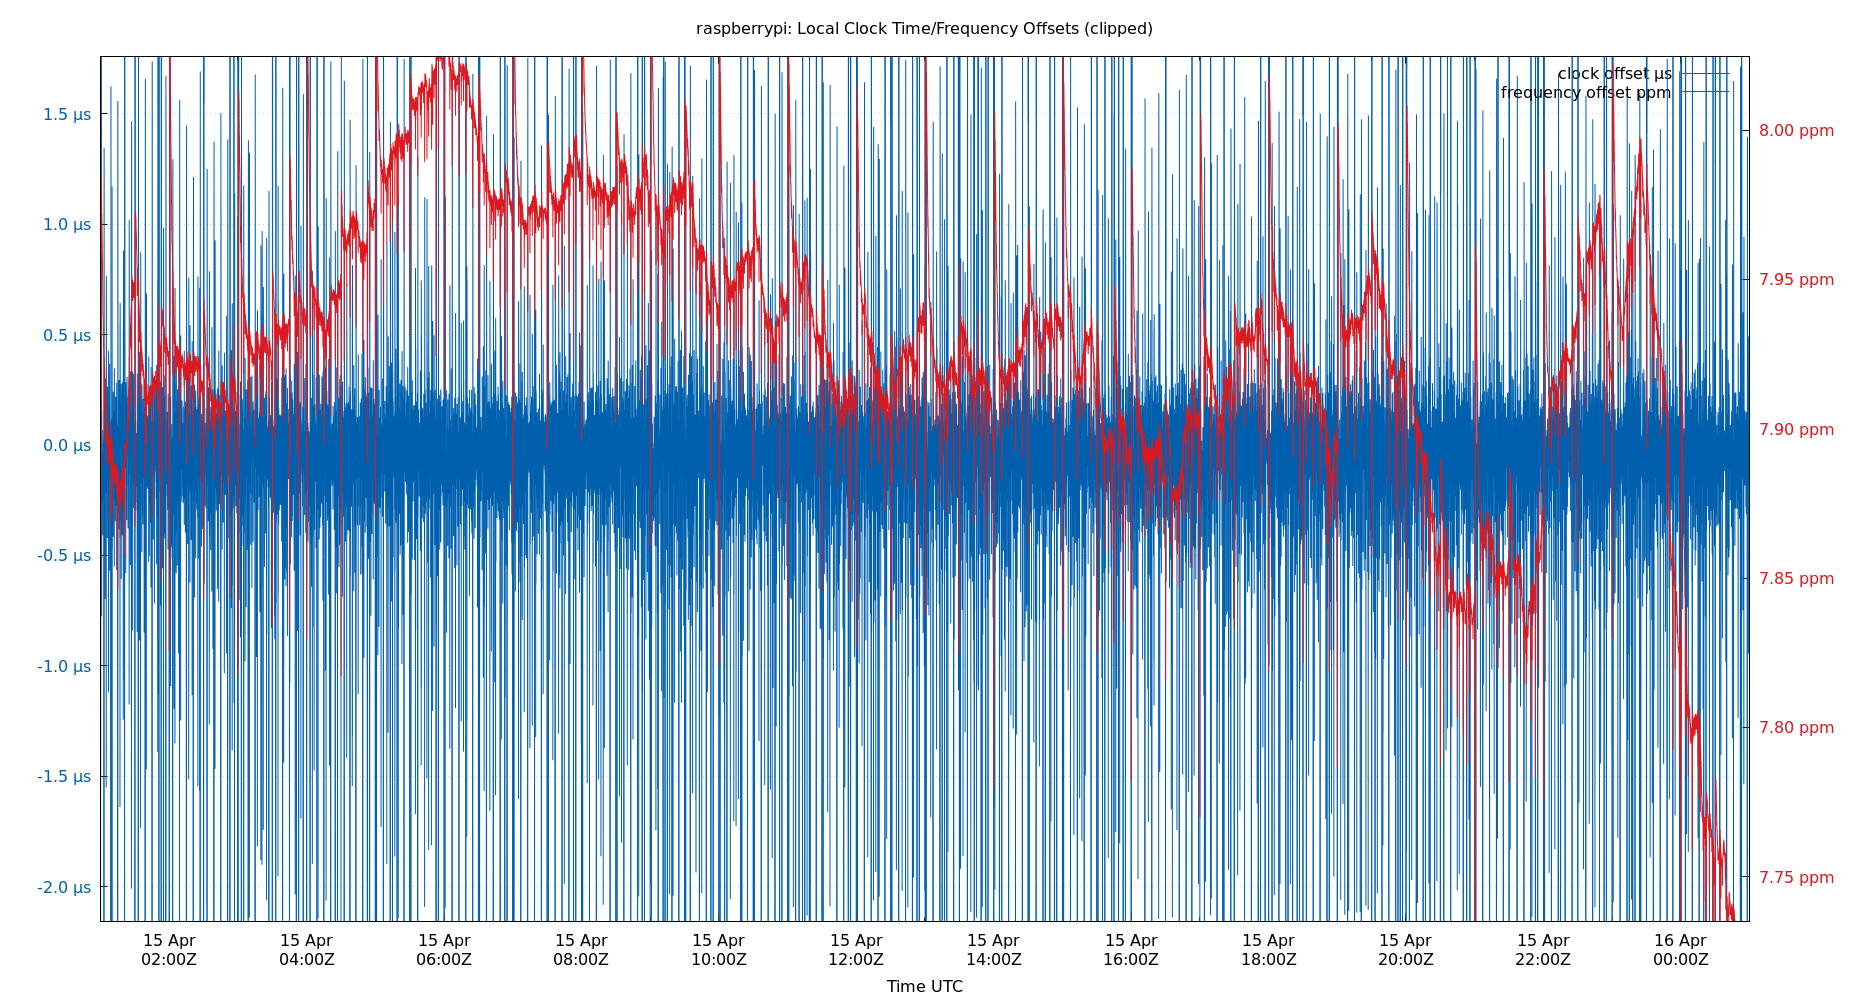 raspberrypi: Local Clock Time/Frequency Offsets (clipped)
clock offset µs
frequency offset ppm
1.5 µs
1.0 µs
0.5 µs
0.0 µs
-0.5 µs
-1.0 µs
-1.5 µs
-2.0 µs
8.00 ppm
7.95 ppm
7.90 ppm
7.85 ppm
7.80 ppm
7.75 ppm
15 Apr 15 Apr 15 Apr 15 Apr 15 Apr 15 Apr 15 Apr 15 Apr 15 Apr 15 Apr 15 Apr 16 Apr
02:00Z 04:00Z 06:00Z 08:00Z 10:00Z 12:00Z 14:00Z 16:00Z 18:00Z 20:00Z 22:00Z 00:00Z
Time UTC